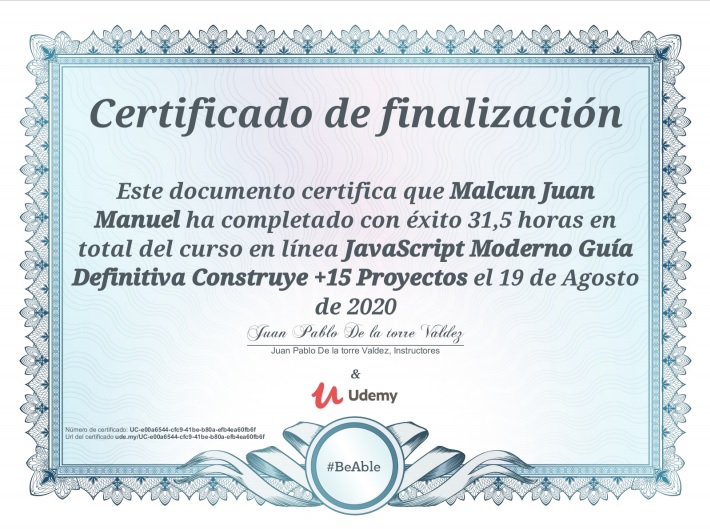 Certificado de finalización
Este documento certifica que Malcun Juan
Manuel ha completado con éxito 31,5 horas en
total del curso en línea JavaScript Moderno Guía
Definitiva Construye +15 Proyectos el 19 de Agosto
de 2020
Juan Pablo De la torre Valdez
Juan Pablo De la torre Valdez, Instructores
&
Udemy
Número de certificado: UC-e00a6544-cfc9-41be-b80a-efb4ea60fb6f
Url del certificado ude.my/UC-e00a6544-cfc9-41be-b80a-efb4ea60fb6f
#BeAble